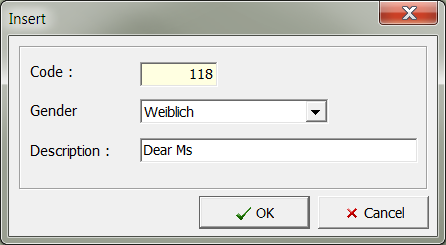 Insert
Code : 118
Gender Weiblich
Description : Dear Ms
OK Cancel